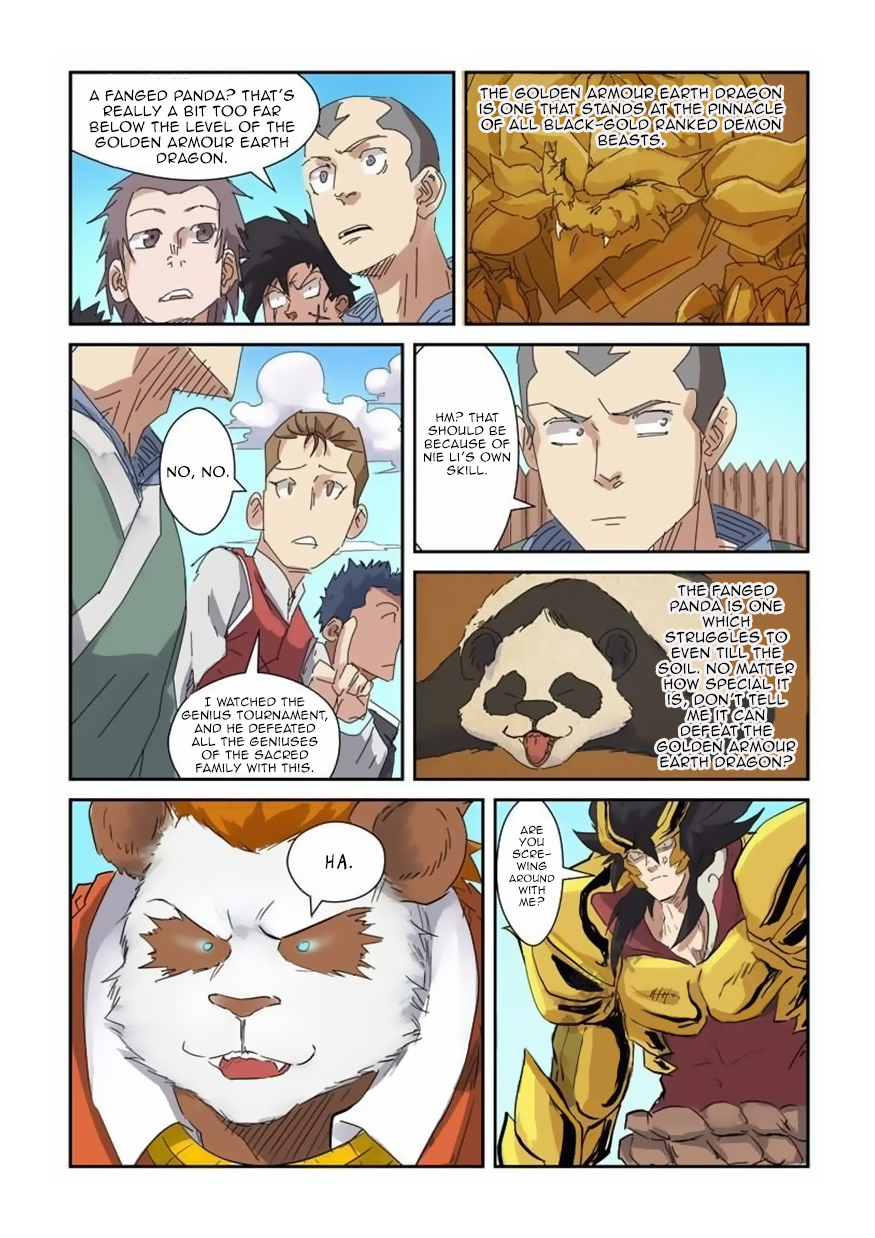 A FANGED PANDA? THAT'S
REALLY A BIT TOO FAR
BELOW THE LEVEL OF THE
GOLDEN ARMOUR EARTH
DRAGON.
THE GOLDEN ARMOUR EARTH DRAGON
IS ONE THAT STANDS AT THE PINNACLE
OF ALL BLACK-GOLD RANKED DEMON
BEASTS.
NO, NO.
I WATCHED THE
GENIUS TOURNAMENT,
AND HE DEFEATED
ALL THE GENIUSES
OF THE SACRED
FAMILY WITH THIS.
HM? THAT
SHOULD BE
BECAUSE OF
NIE LI'S OWN
SKILL.
THE FANGED
PANDA IS ONE
WHICH
STRUGGLES TO
EVEN TILL THE
SOIL. NO MATTER
HOW SPECIAL IT
IS, DON'T TELL
ME IT CAN
DEFEAT THE
GOLDEN ARMOUR
EARTH DRAGON?
HA.
ARE
YOU
SCRE-
WING
AROUND
WITH
ME?